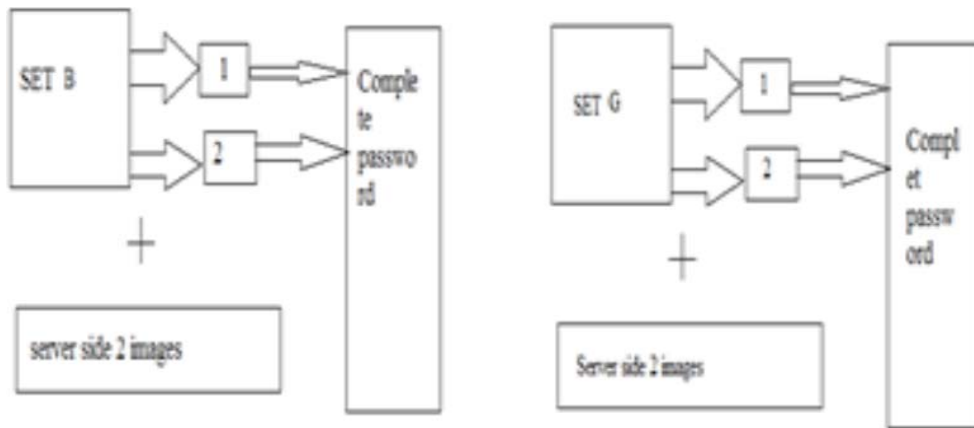 SET B
1
2
Comple
te
passwo
rd
server side 2 images
SET G
1
2
Compl
et
passw
ord
Server side 2 images